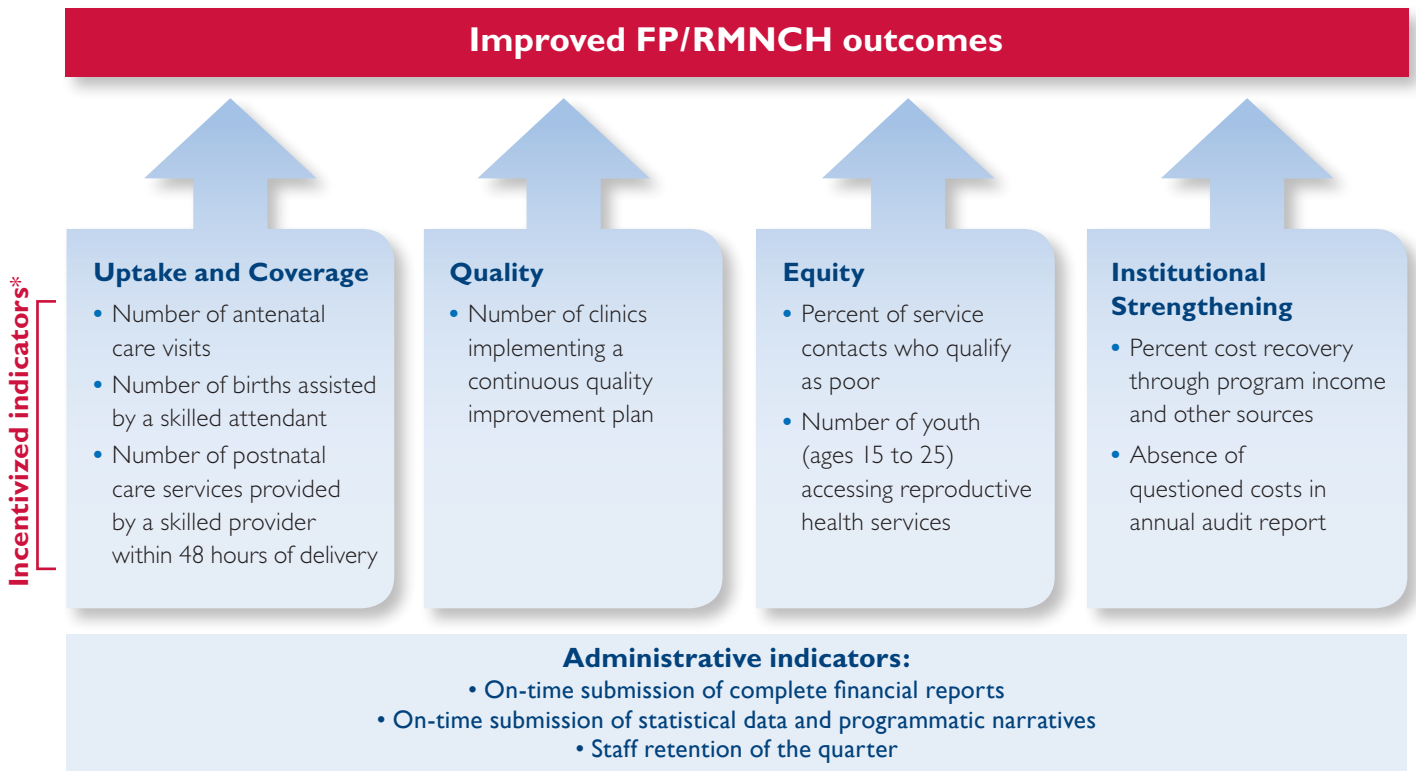 Improved FP/RMNCH outcomes
Incentivized indicators*
Uptake and Coverage
• Number of antenatal
care visits
• Number of births assisted
by a skilled attendant
• Number of postnatal
care services provided
by a skilled provider
within 48 hours of delivery
Quality
• Number of clinics
implementing a
continuous quality
improvement plan
Equity
• Percent of service
contacts who qualify
as poor
• Number of youth
(ages 15 to 25)
accessing reproductive
health services
Institutional
Strengthening
• Percent cost recovery
through program income
and other sources
• Absence of
questioned costs in
annual audit report
Administrative indicators:
• On-time submission of complete financial reports
• On-time submission of statistical data and programmatic narratives
• Staff retention of the quarter